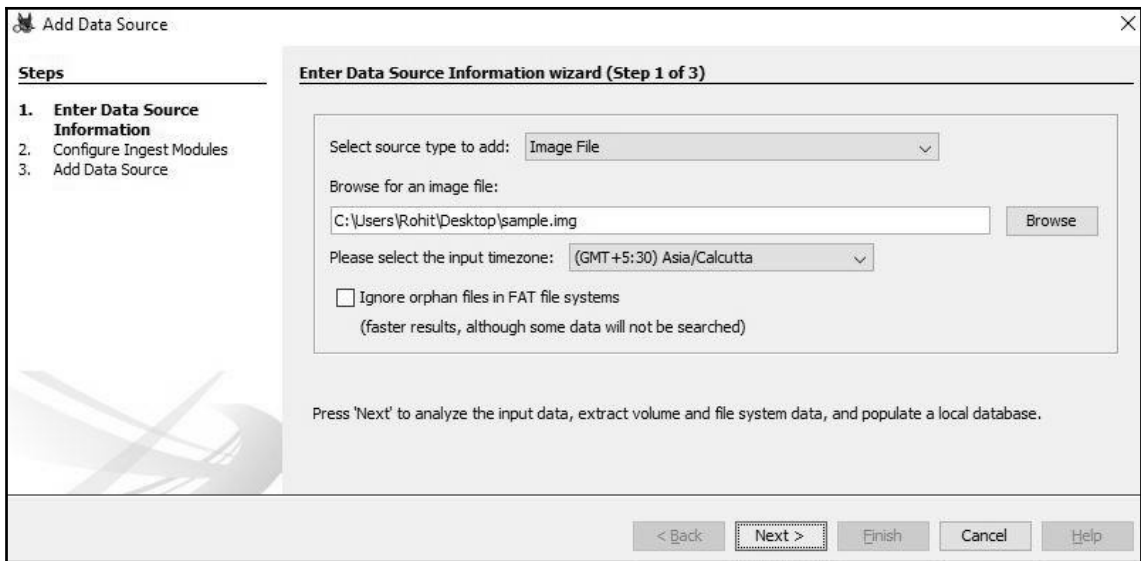 Add Data Source
Steps
1. Enter Data Source
Information
2. Configure Ingest Modules
3. Add Data Source
Enter Data Source Information wizard (Step 1 of 3)
Select source type to add: Image File
Browse for an image file:
C:\Users\Rohit\Desktop\sample.img Browse
Please select the input timezone: (GMT+5:30) Asia/Calcutta
Ignore orphan files in FAT file systems
(faster results, although some data will not be searched)
Press 'Next' to analyze the input data, extract volume and file system data, and populate a local database.
< Back Next > Finish Cancel Help